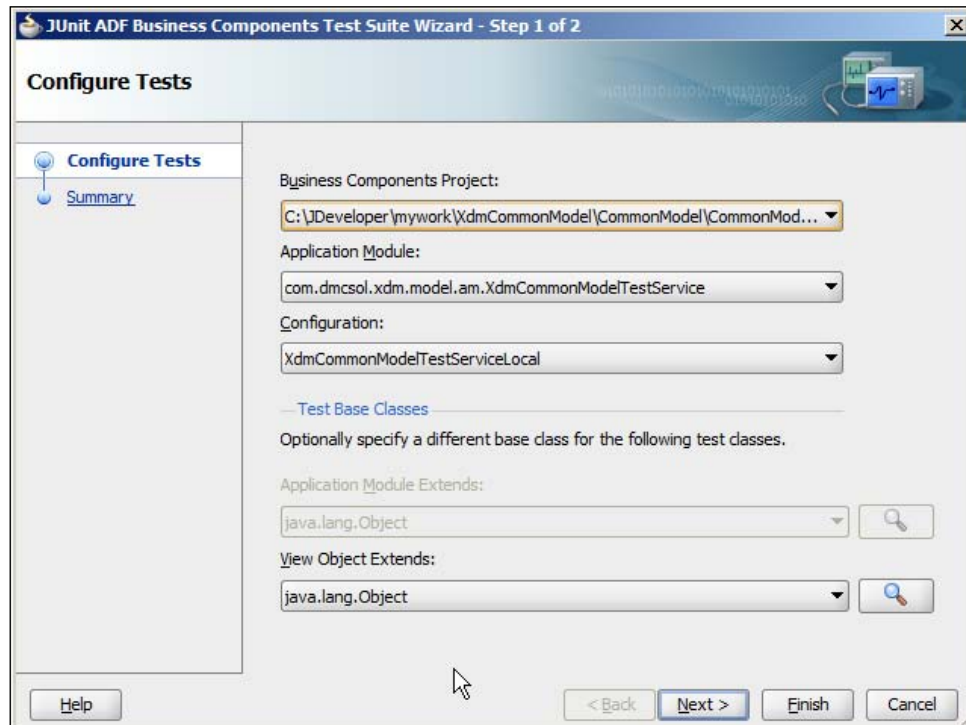 JUnit ADF Business Components Test Suite Wizard - Step 1 of 2
Configure Tests
Configure Tests
Summary
Business Components Project:
C:\JDeveloper\mywork\XdmCommonModel\CommonModel\CommonMod...
Application Module:
com.dmcsol.xdm.model.am.XdmCommonModelTestService
Configuration:
XdmCommonModelTestServiceLocal
Test Base Classes
Optionally specify a different base class for the following test classes.
Application Module Extends:
java.lang.Object
View Object Extends:
java.lang.Object
Help
< Back
Next >
Finish
Cancel